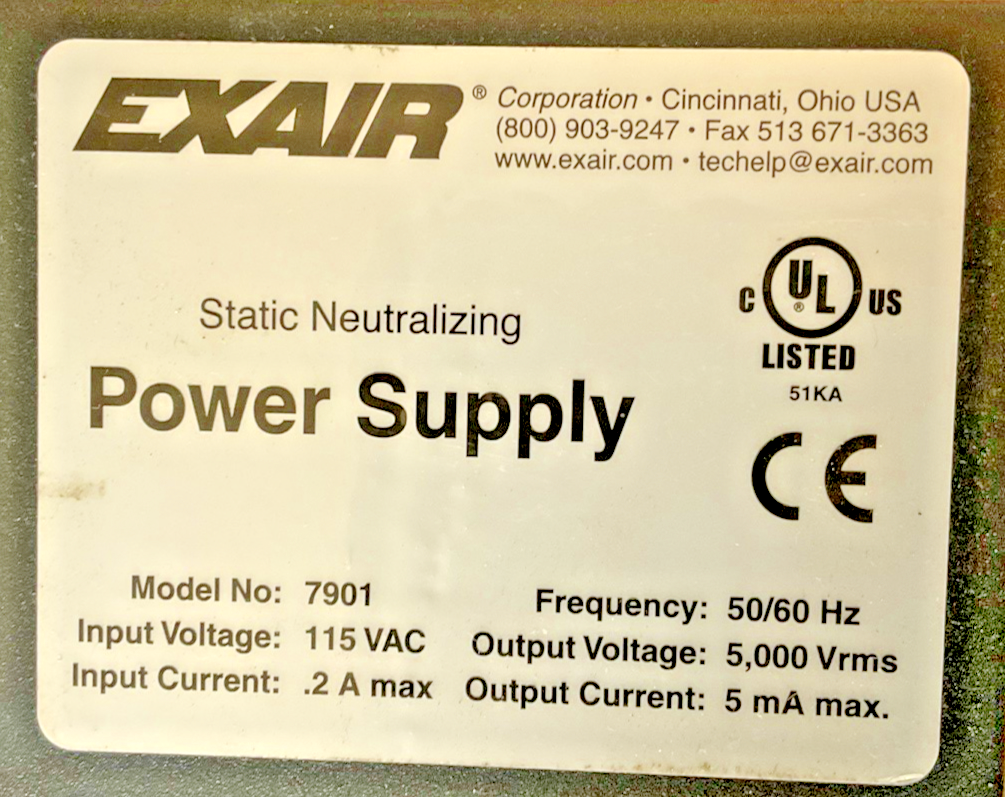 EXAIR® Corporation • Cincinnati, Ohio USA
(800) 903-9247 • Fax 513 671-3363
www.exair.com • techelp@exair.com
Static Neutralizing
Power Supply
C UL® US
LISTED
51KA
CE
Model No: 7901
Input Voltage: 115 VAC
Input Current: .2 A max
Frequency: 50/60 Hz
Output Voltage: 5,000 Vrms
Output Current: 5 mA max.